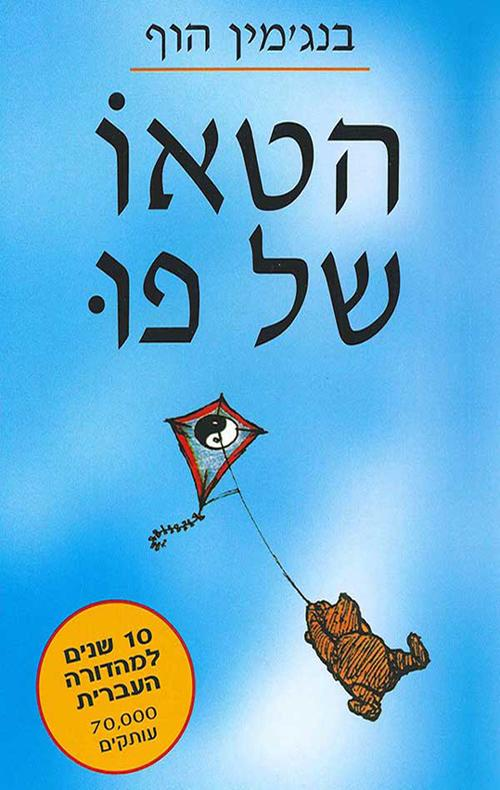 בנג'מין הוף
הטאוֹ
של פוּ
10 שנים
למהדורה
העברית
70,000
עותקים